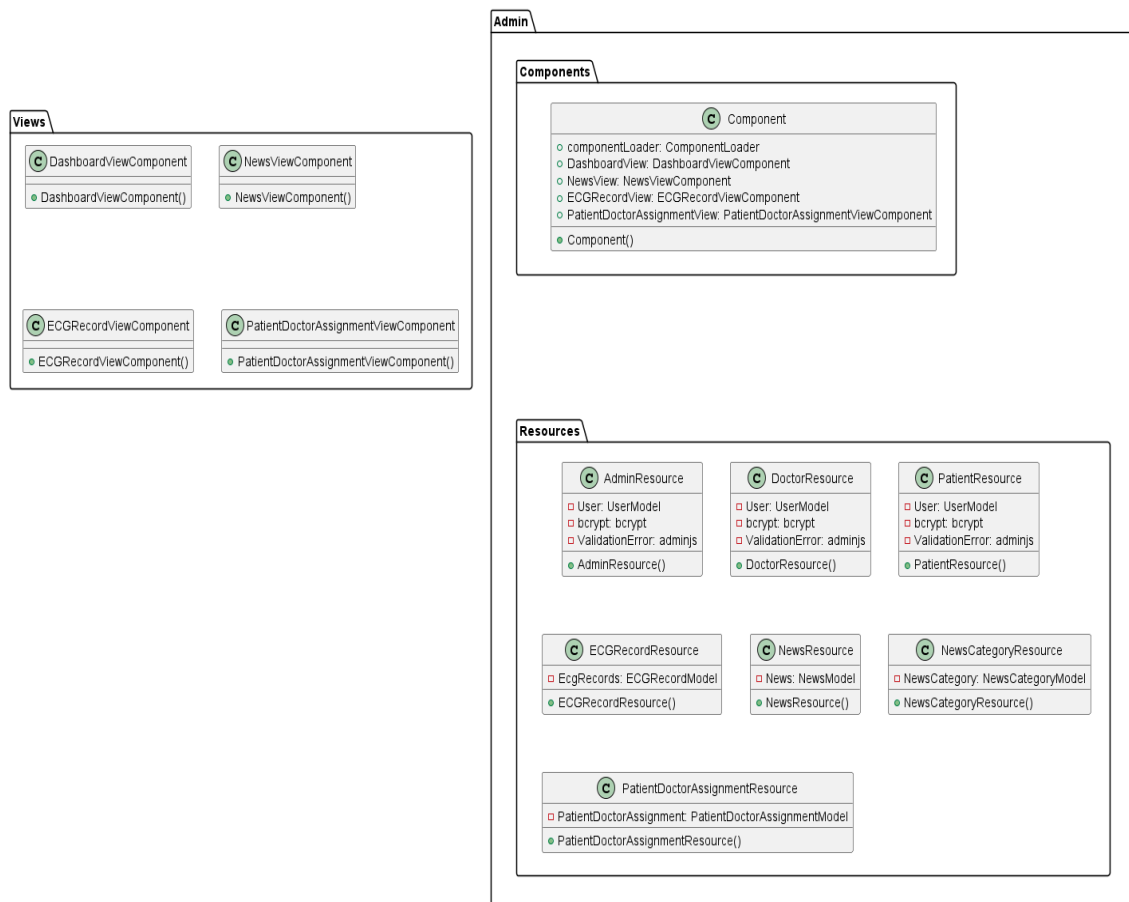 Admin
Components
C Component
componentLoader: ComponentLoader
DashboardView: DashboardViewComponent
NewsView: NewsViewComponent
ECGRecordView: ECGRecordViewComponent
PatientDoctorAssignmentView: PatientDoctorAssignmentViewComponent
Component()
Views
C DashboardViewComponent
DashboardViewComponent()
C NewsViewComponent
NewsViewComponent()
C ECGRecordViewComponent
ECGRecordViewComponent()
C PatientDoctorAssignmentViewComponent
PatientDoctorAssignmentViewComponent()
Resources
C AdminResource
User: UserModel
bcrypt: bcrypt
ValidationError: adminjs
AdminResource()
C DoctorResource
User: UserModel
bcrypt: bcrypt
ValidationError: adminjs
DoctorResource()
C PatientResource
User: UserModel
bcrypt: bcrypt
ValidationError: adminjs
PatientResource()
C ECGRecordResource
EcgRecords: ECGRecordModel
ECGRecordResource()
C NewsResource
News: NewsModel
NewsResource()
C NewsCategoryResource
NewsCategory: NewsCategoryModel
NewsCategoryResource()
C PatientDoctorAssignmentResource
PatientDoctorAssignment: PatientDoctorAssignmentModel
PatientDoctorAssignmentResource()